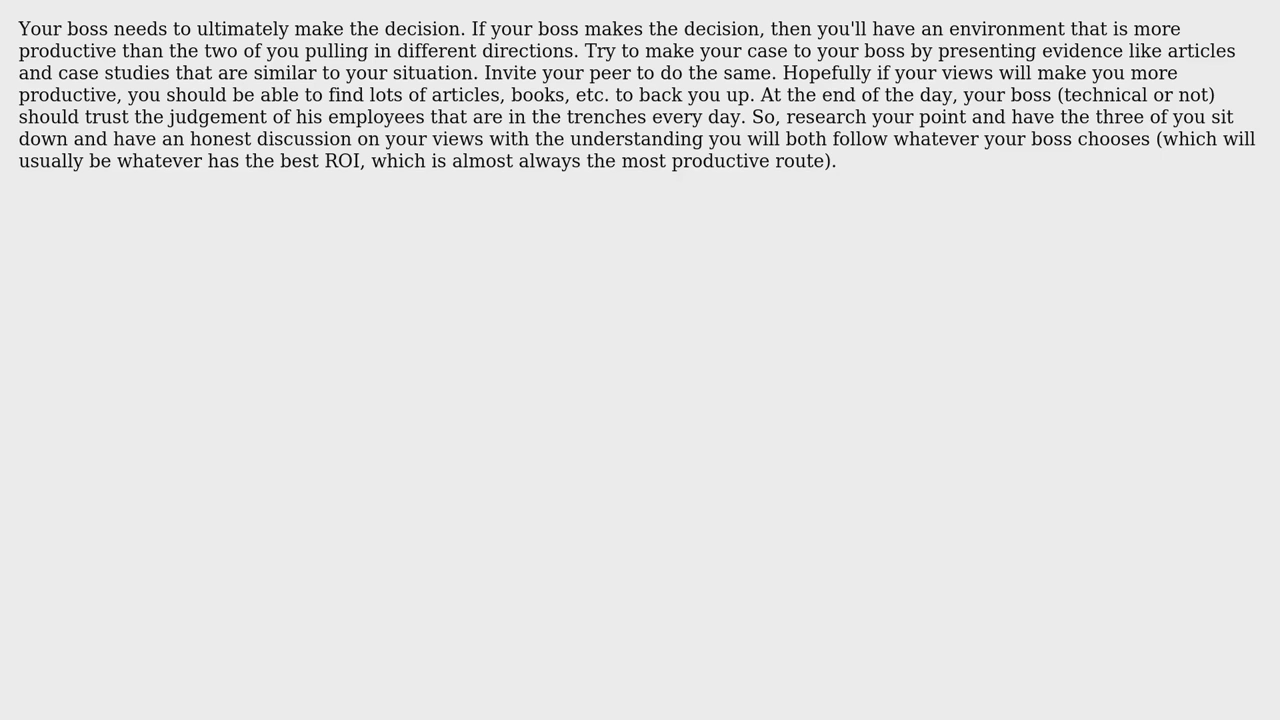 Your boss needs to ultimately make the decision. If your boss makes the decision, then you'll have an environment that is more
productive than the two of you pulling in different directions. Try to make your case to your boss by presenting evidence like articles
and case studies that are similar to your situation. Invite your peer to do the same. Hopefully if your views will make you more
productive, you should be able to find lots of articles, books, etc. to back you up. At the end of the day, your boss (technical or not)
should trust the judgement of his employees that are in the trenches every day. So, research your point and have the three of you sit
down and have an honest discussion on your views with the understanding you will both follow whatever your boss chooses (which will
usually be whatever has the best ROI, which is almost always the most productive route).